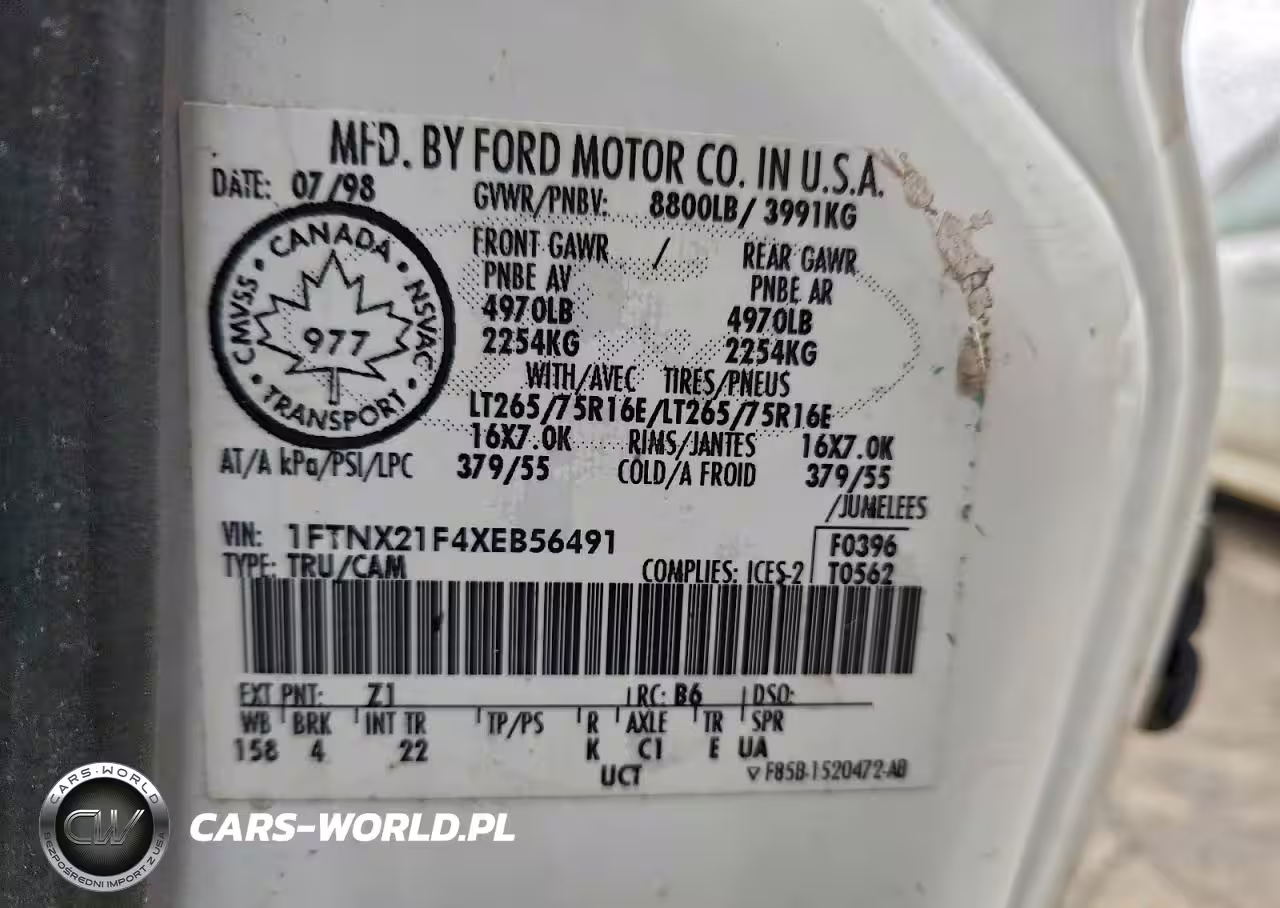 MFD. BY FORD MOTOR CO. IN U.S.A.
DATE: 07/98
GVWR/PNBV: 8800LB/ 3991KG
CANADA · NSVAC · TRANSPORT · CMVSS ·
977
FRONT GAWR / REAR GAWR
PNBE AV PNBE AR
4970LB 4970LB
2254KG 2254KG
WITH/AVEC TIRES/PNEUS
LT265/75R16E/LT265/75R16E
16X7.0K RIMS/JANTES 16X7.0K
AT/A kPa/PSI/LPC 379/55 COLD/A FROID 379/55
/JUMELEES
VIN: 1FTNX21F4XEB56491 F0396
TYPE: TRU/CAM COMPLIES: ICES-2 T0562
EXT PNT: Z1 RC: B6 DSO:
WB BRK INT TR TP/PS R AXLE TR SPR
158 4 22 K C1 E UA
UCT F85B-1520472-AB
CARS-WORLD
CW
BEZPOŚREDNI IMPORT Z USA
CARS-WORLD.PL